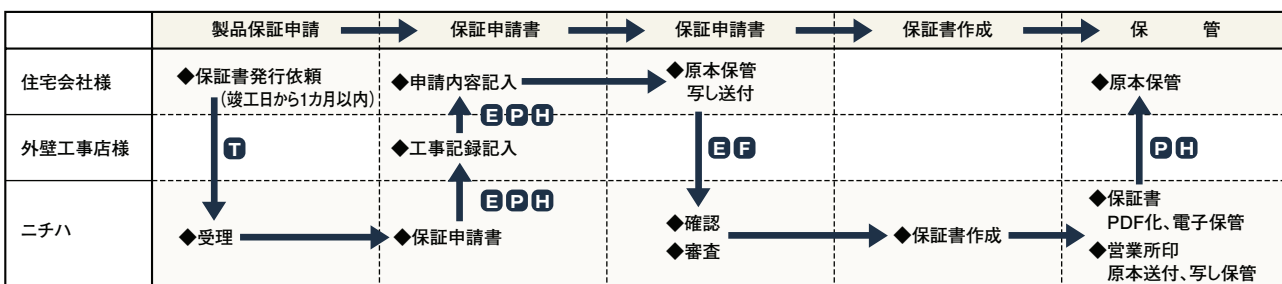 製品保証申請 保証申請書 保証申請書 保証書作成 保管
住宅会社様 ◆保証書発行依頼 ◆申請内容記入 ◆原本保管 ◆原本保管
(竣工日から1カ月以内) 写し送付
E P H
外壁工事店様 T ◆工事記録記入 E F P H
E P H
ニチハ ◆受理 ◆保証申請書 ◆確認 ◆保証書作成 ◆保証書
◆審査 PDF化、電子保管
◆営業所印
原本送付、写し保管